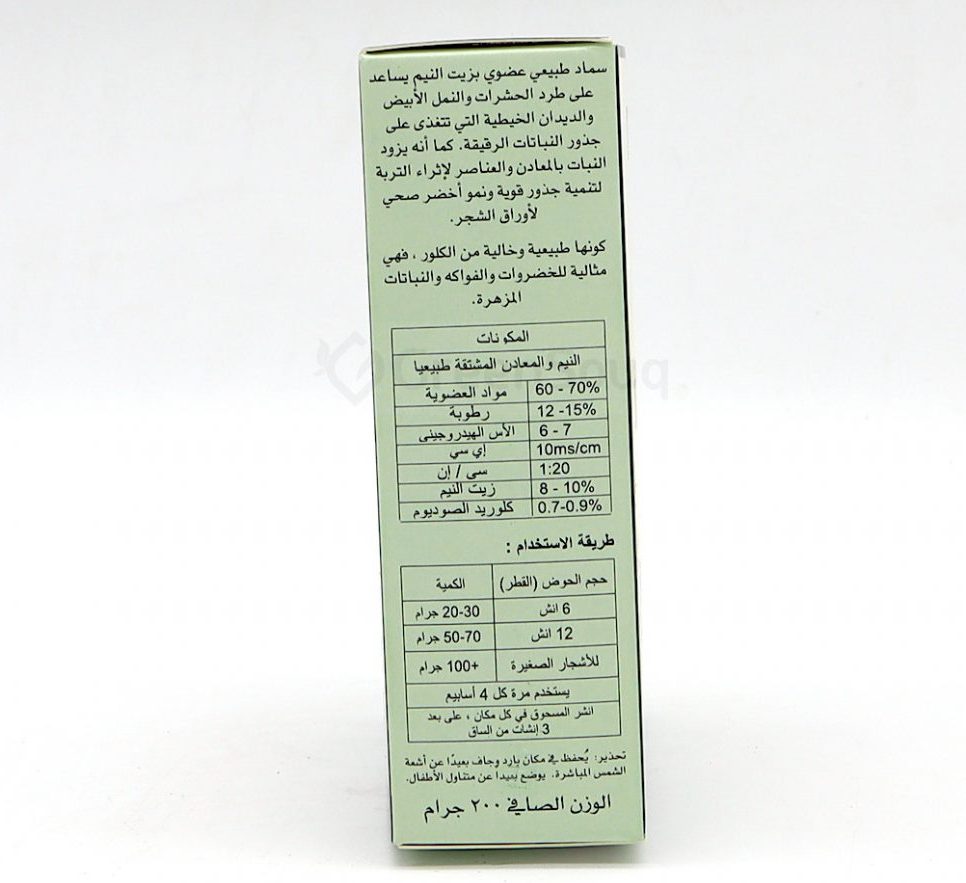 سماد طبيعي عضوي بزيت النيم يساعد
على طرد الحشرات والنمل الأبيض
والديدان الخيطية التي تتغذى على
جذور النباتات الرقيقة. كما أنه يزود
النبات بالمعادن والعناصر لإثراء التربة
لتنمية جذور قوية ونمو أخضر صحي
لأوراق الشجر.
كونها طبيعية وخالية من الكلور ، فهي
مثالية للخضروات والفواكه والنباتات
المزهرة.
المكونات
النيم والمعادن المشتقة طبيعيا
60 - 70% مواد العضوية
12 -15% رطوبة
6 - 7 الأس الهيدروجيني
10ms/cm إي سي
1:20 سي / إن
8 - 10% زيت النيم
0.7-0.9% كلوريد الصوديوم
طريقة الاستخدام :
حجم الحوض (القطر) الكمية
6 انش 20-30 جرام
12 انش 50-70 جرام
للأشجار الصغيرة +100 جرام
يستخدم مرة كل 4 أسابيع
انشر المسحوق في كل مكان ، على بعد
3 إنشات من الساق
تحذير: يُحفظ في مكان بارد وجاف بعيدًا عن أشعة
الشمس المباشرة. يوضع بعيدا عن متناول الأطفال.
الوزن الصافي ٢٠٠ جرام